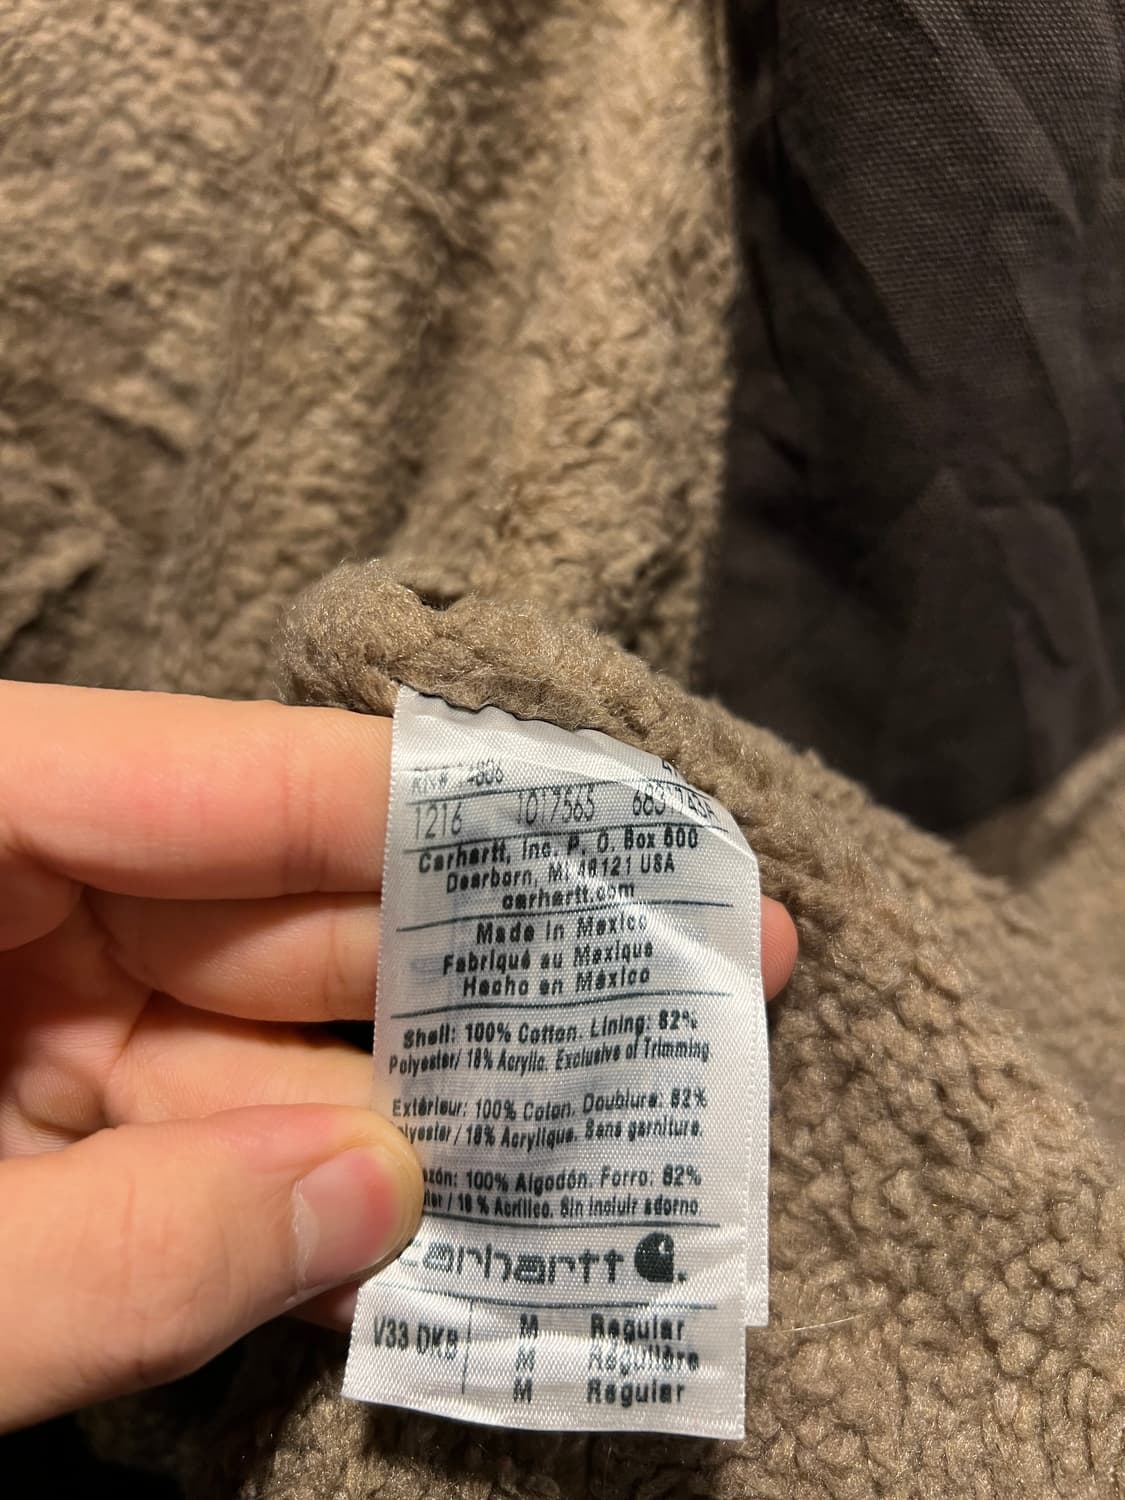 1216 1017565
Carhartt, Inc. P. O. Box 600
Dearborn, MI 48121 USA
carhartt.com
Made in Mexico
Fabriqué au Mexique
Hecho en México
Shell: 100% Cotton. Lining: 82%
Polyester/ 18% Acrylic. Exclusive of Trimming
Extérieur: 100% Coton. Doublure: 82%
/ 18% Acrylique. Sans garniture.
100% Algodón. Forro: 82%
/ 18 % Acrílico. Sin incluir adorno.
carhartt
V33 DKB M Regular
M Régulière
M Regular